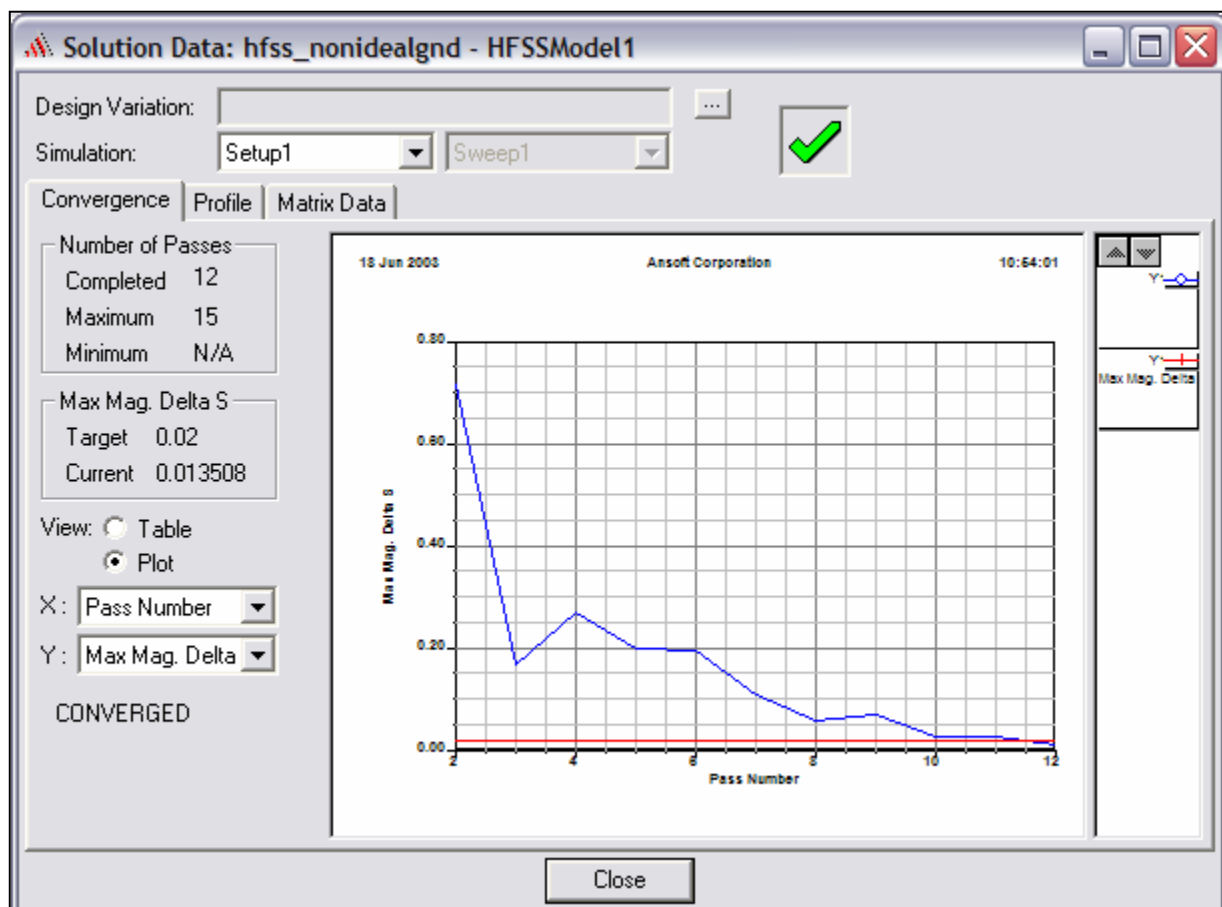 Solution Data: hfss_nonidealgnd - HFSSModel1
Design Variation:
...
Simulation:
Setup1
Sweep1
Convergence
Profile
Matrix Data
Number of Passes
Completed 12
Maximum 15
Minimum N/A
Max Mag. Delta S
Target 0.02
Current 0.013508
View:
Table
Plot
X : Pass Number
Y : Max Mag. Delta
CONVERGED
18 Jun 2003 Ansoft Corporation 10:54:01
0.80
0.60
0.40
0.20
0.00
Max Mag. Delta S
2 4 6 8 10 12
Pass Number
Y1
Y1
Max Mag. Delta
Close